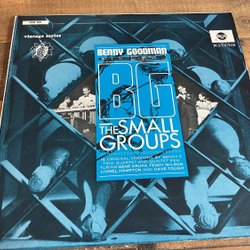 vintage series
RCA
BENNY GOODMAN
BG
THE SMALL
GROUPS
16 ORIGINAL VERSIONS BY BENNY'S
TRIO, QUARTET AND QUINTET FEA-
TURING GENE KRUPA, TEDDY WILSON,
LIONEL HAMPTON AND DAVE TOUGH